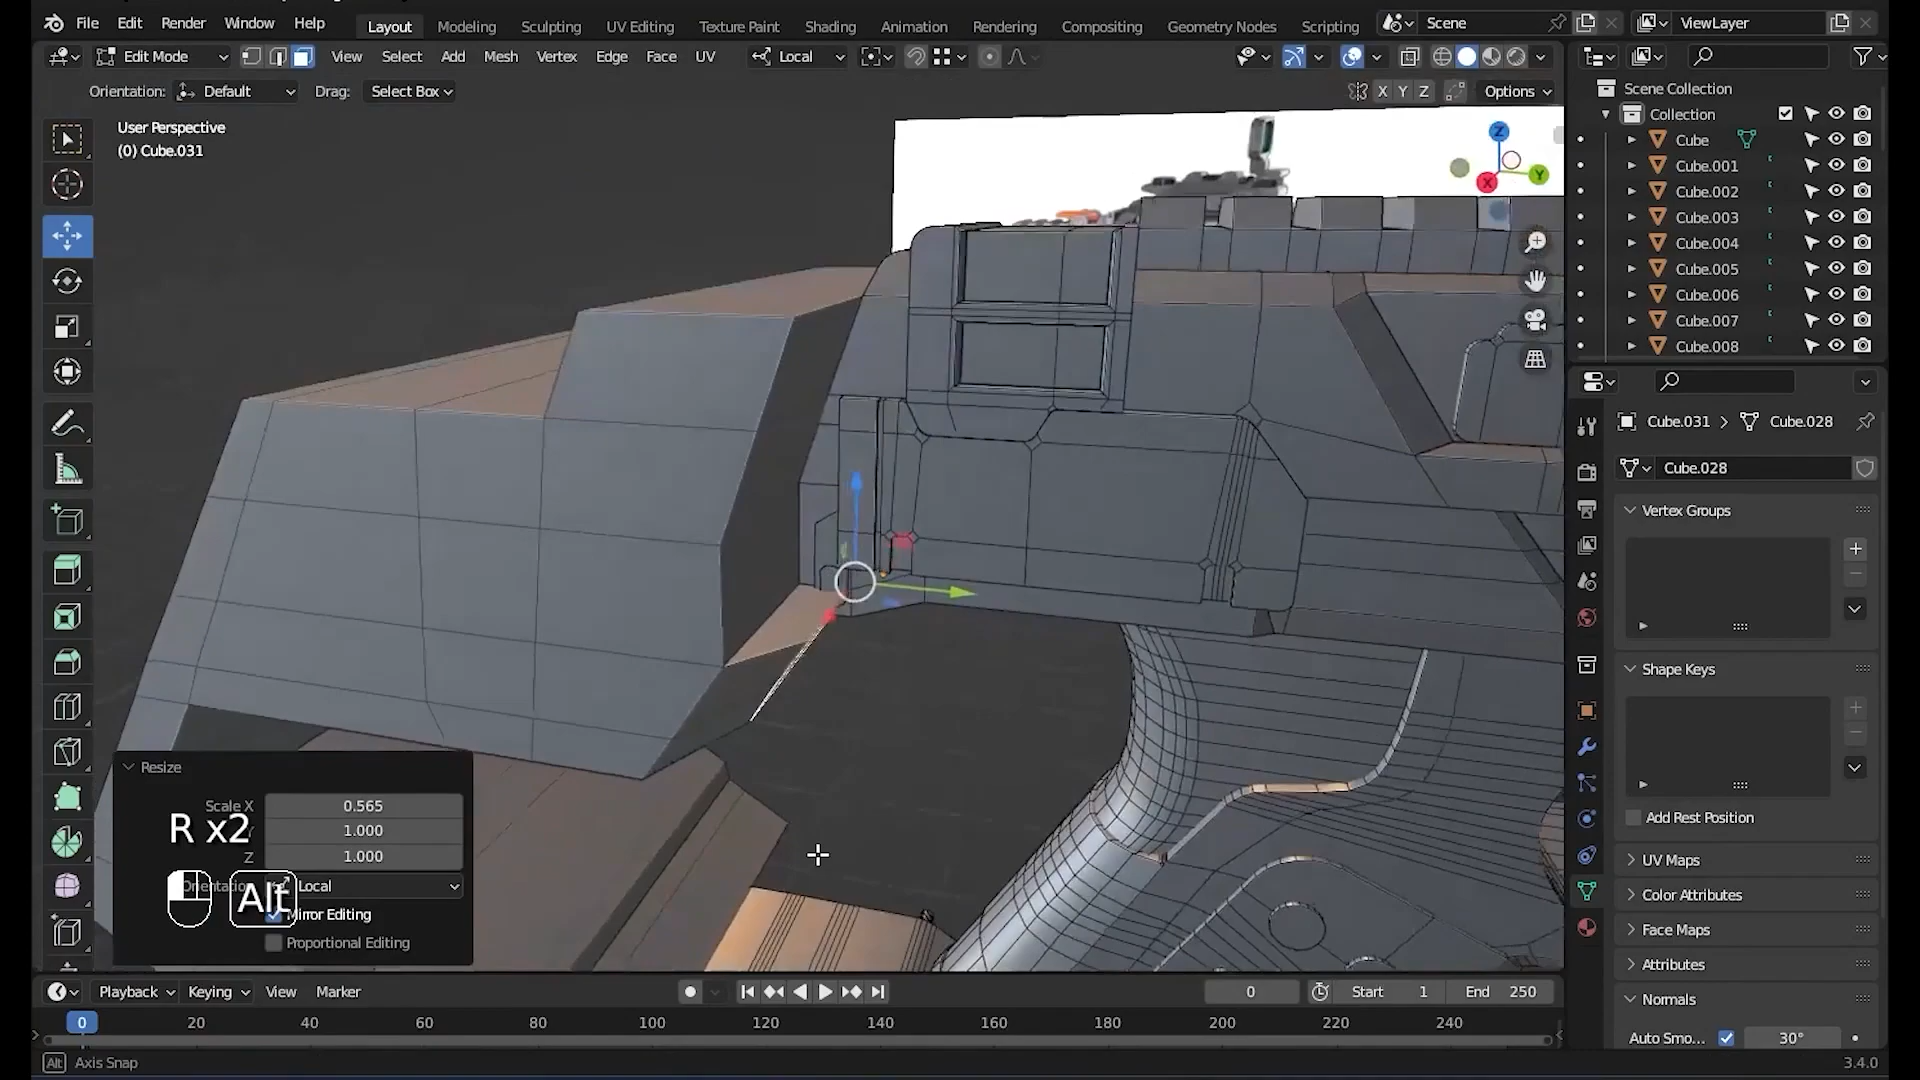 File Edit Render Window Help Layout Modeling Sculpting UV Editing Texture Paint Shading Animation Rendering Compositing Geometry Nodes Scripting Scene ViewLayer
Edit Mode View Select Add Mesh Vertex Edge Face UV Local
Orientation: Default Drag: Select Box X Y Z Options
User Perspective
(0) Cube.031
Z
X
Y
Scene Collection
Collection
Cube
Cube.001
Cube.002
Cube.003
Cube.004
Cube.005
Cube.006
Cube.007
Cube.008
Cube.031 > Cube.028
Cube.028
Vertex Groups
Shape Keys
Add Rest Position
UV Maps
Color Attributes
Face Maps
Attributes
Normals
Auto Smo... 30°
Resize
Scale X 0.565
R x2 1.000
Z 1.000
Local
Alt
Mirror Editing
Proportional Editing
Playback Keying View Marker 0 Start 1 End 250
0 20 40 60 80 100 120 140 160 180 200 220 240
Alt Axis Snap 3.4.0